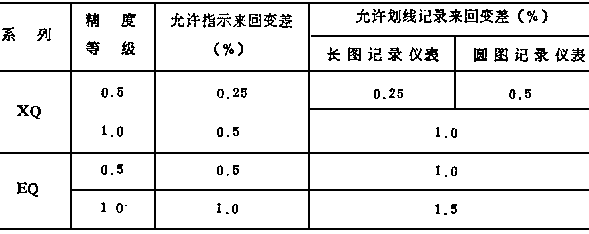 系 列 精 度 等 级 允许指示来回变差 (%) 允许划线记录来回变差(%)
长图记录仪表 圆图记录仪表
XQ 0.5 0.25 0.25 0.5
1.0 0.5 1.0
EQ 0.5 0.5 1.0
1 0 1.0 1.5